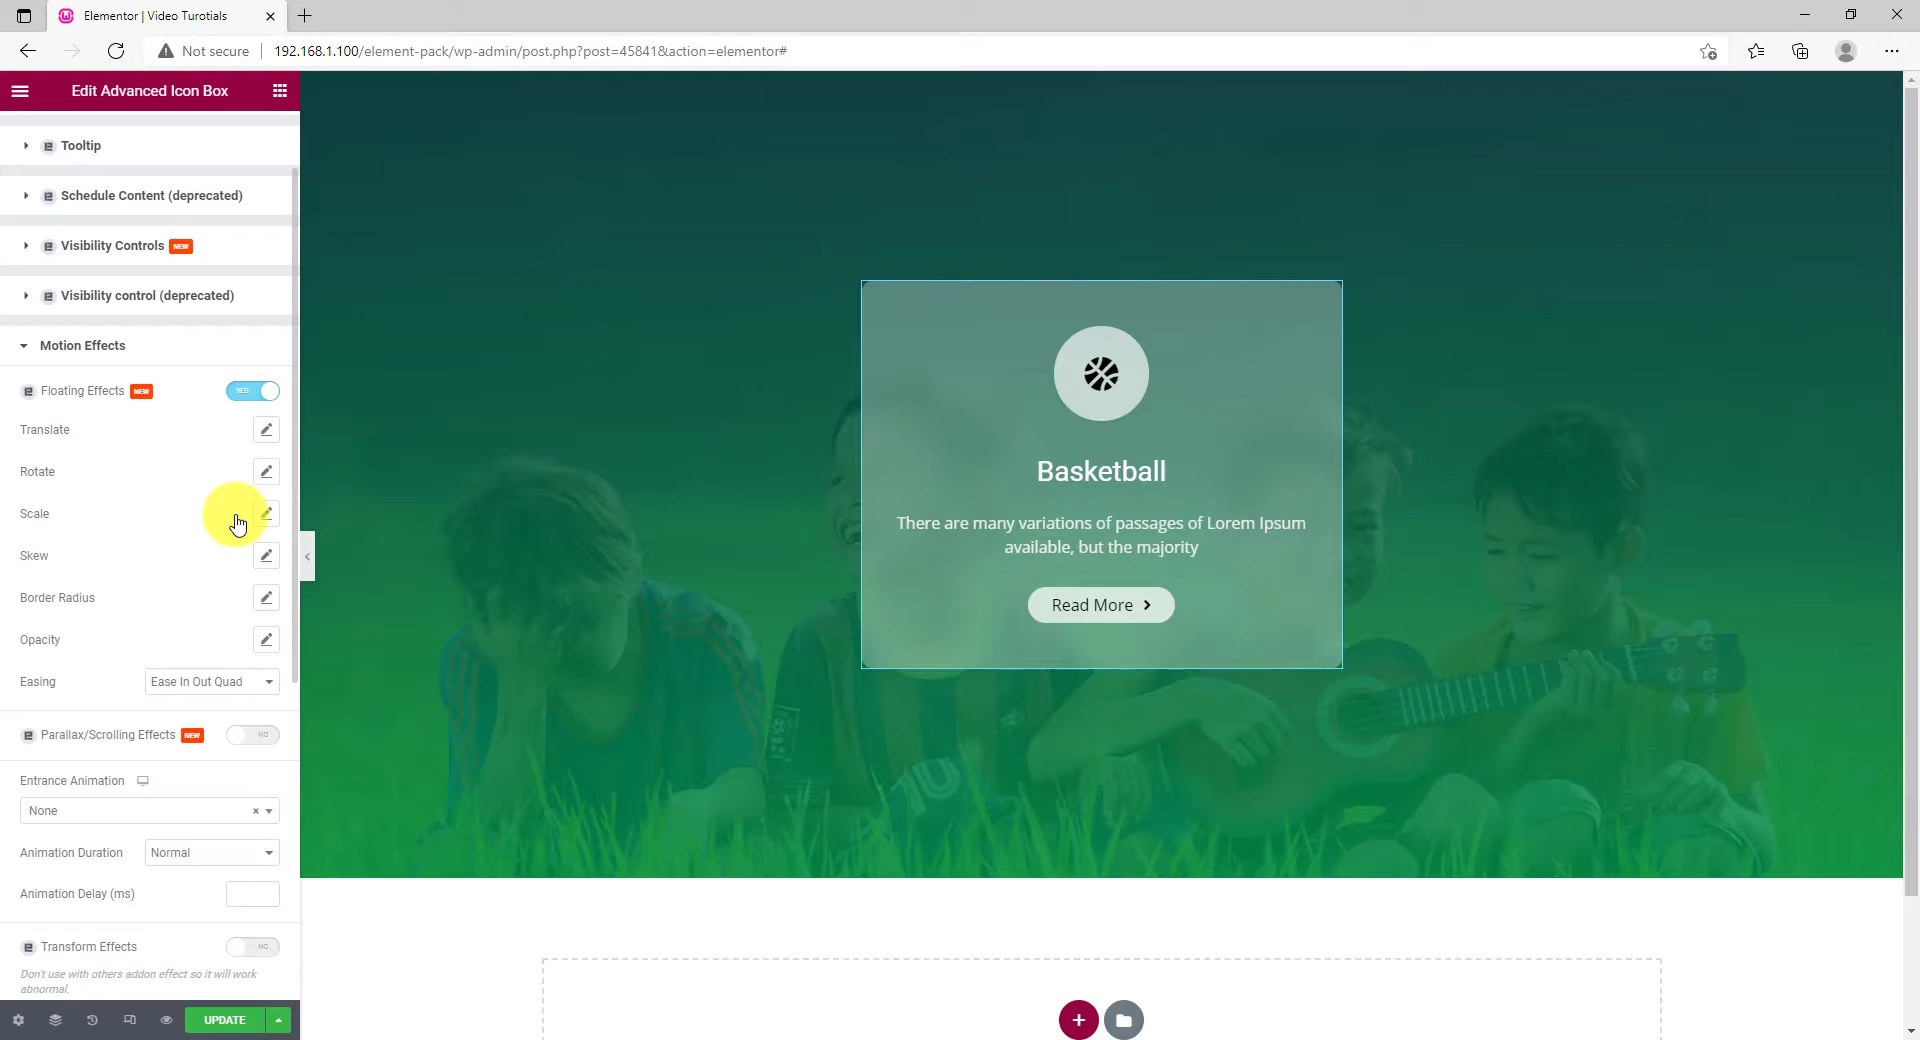 Elementor | Video Turotials
Not secure
192.168.1.100/element-pack/wp-admin/post.php?post=45841&action=elementor#
Edit Advanced Icon Box
Tooltip
Schedule Content (deprecated)
Visibility Controls NEW
Visibility control (deprecated)
Motion Effects
Floating Effects NEW YES
Translate
Rotate
Scale
Skew
Border Radius
Opacity
Easing Ease In Out Quad
Parallax/Scrolling Effects NEW NO
Entrance Animation
None
Animation Duration Normal
Animation Delay (ms)
Transform Effects NO
Don't use with others addon effect so it will work
abnormal.
UPDATE
Basketball
There are many variations of passages of Lorem Ipsum
available, but the majority
Read More